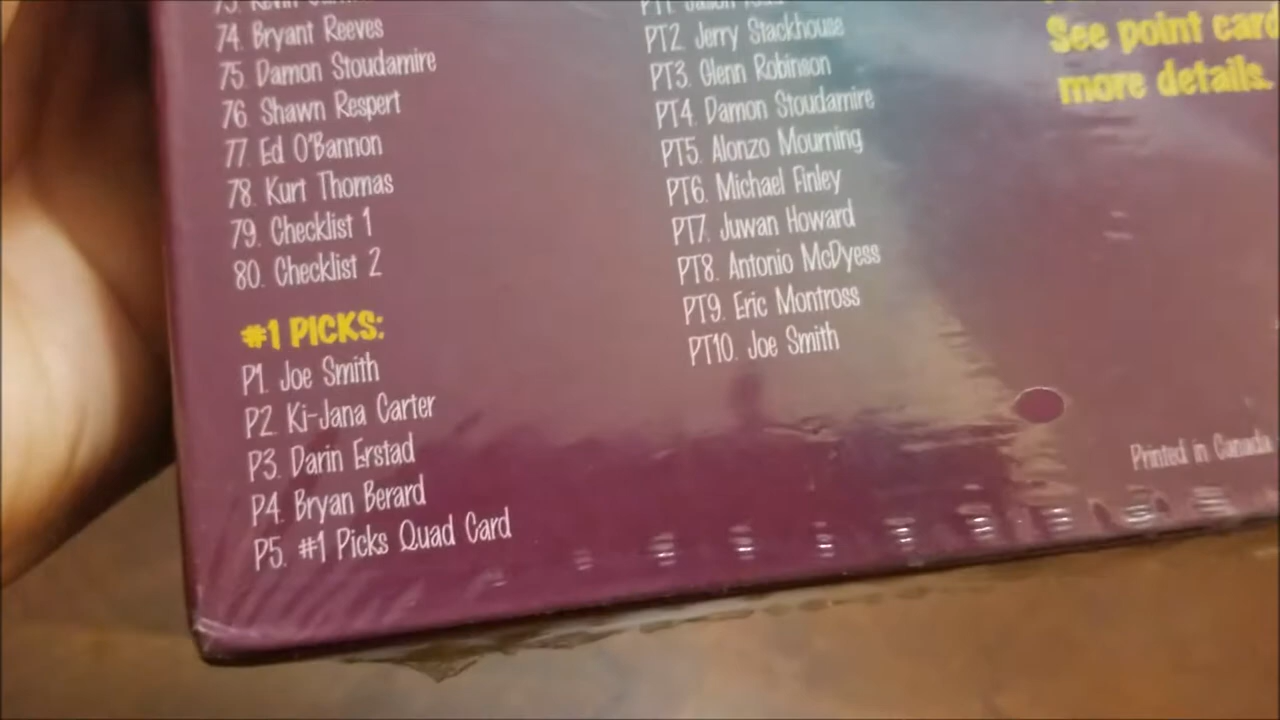 74. Bryant Reeves
75. Damon Stoudamire
76. Shawn Respert
77. Ed O'Bannon
78. Kurt Thomas
79. Checklist 1
80. Checklist 2
#1 PICKS:
P1. Joe Smith
P2. Ki-Jana Carter
P3. Darin Erstad
P4. Bryan Berard
P5. #1 Picks Quad Card
PT2. Jerry Stackhouse
PT3. Glenn Robinson
PT4. Damon Stoudamire
PT5. Alonzo Mourning
PT6. Michael Finley
PT7. Juwan Howard
PT8. Antonio McDyess
PT9. Eric Montross
PT10. Joe Smith
See point card
more details.
Printed in Canada